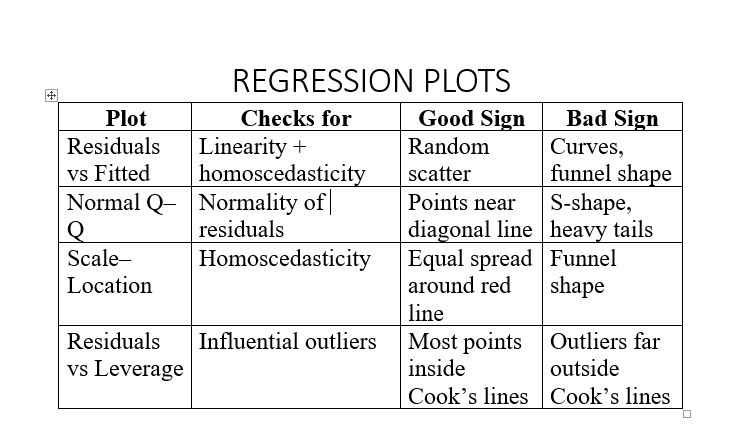 REGRESSION PLOTS
Plot Checks for Good Sign Bad Sign
Residuals Linearity + Random Curves,
vs Fitted homoscedasticity scatter funnel shape
Normal Q– Normality of Points near S-shape,
Q residuals diagonal line heavy tails
Scale– Homoscedasticity Equal spread Funnel
Location around red shape
line
Residuals Influential outliers Most points Outliers far
vs Leverage inside outside
Cook's lines Cook's lines